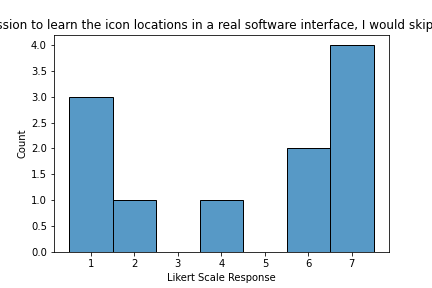 ssion to learn the icon locations in a real software interface, I would skip
4.0
3.5
3.0
2.5
2.0
1.5
1.0
0.5
0.0
Count
1 2 3 4 5 6 7
Likert Scale Response